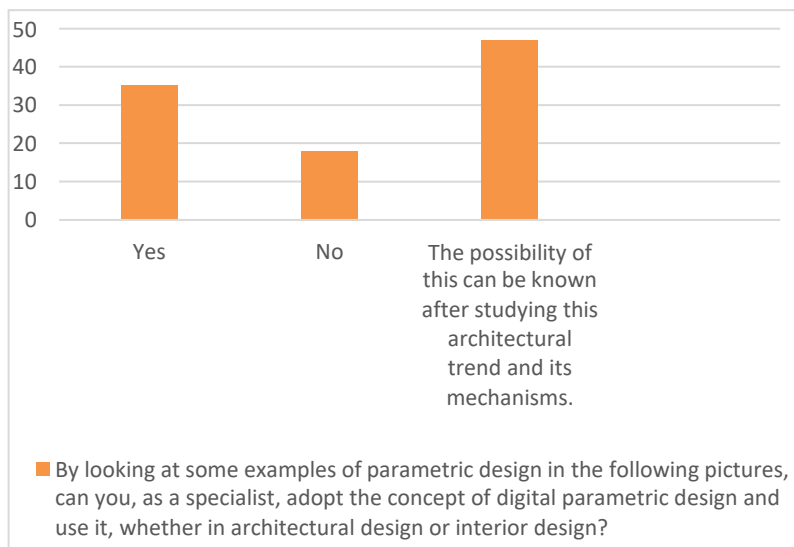 50
40
30
20
10
0
Yes
No
The possibility of
this can be known
after studying this
architectural
trend and its
mechanisms.
By looking at some examples of parametric design in the following pictures,
can you, as a specialist, adopt the concept of digital parametric design and
use it, whether in architectural design or interior design?